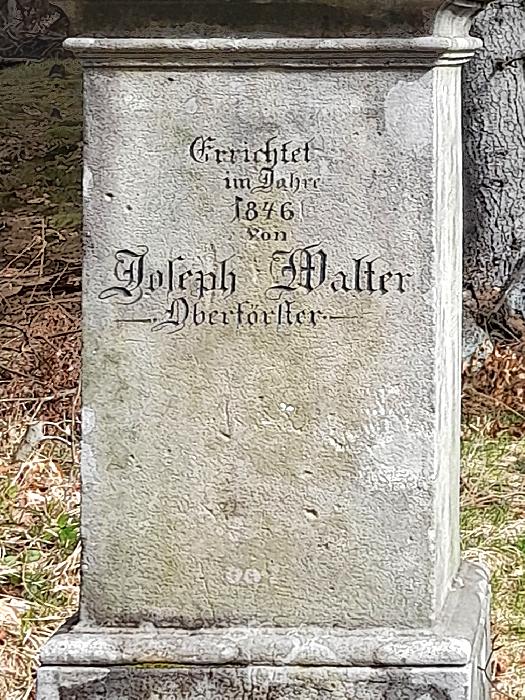 Errichtet
im Jahre
1846
von
Joseph Walter
Oberförster